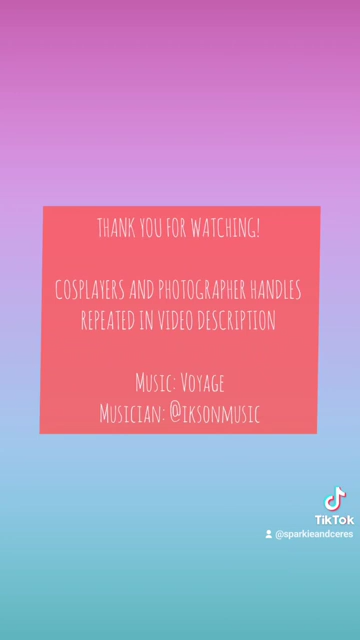 THANK YOU FOR WATCHING!
COSPLAYERS AND PHOTOGRAPHER HANDLES
REPEATED IN VIDEO DESCRIPTION
MUSIC: VOYAGE
MUSICIAN: @IKSONMUSIC
TikTok
@sparkieandceres